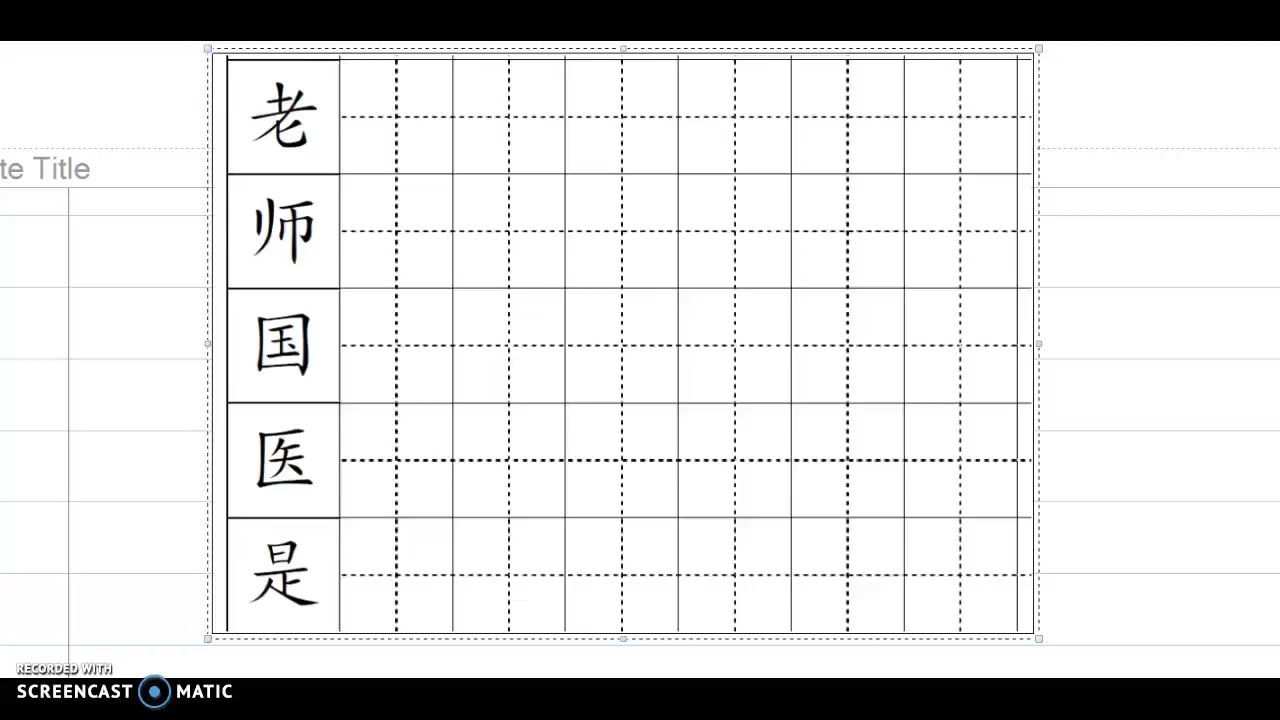 te Title
老
师
国
医
是
RECORDED WITH
SCREENCAST MATIC